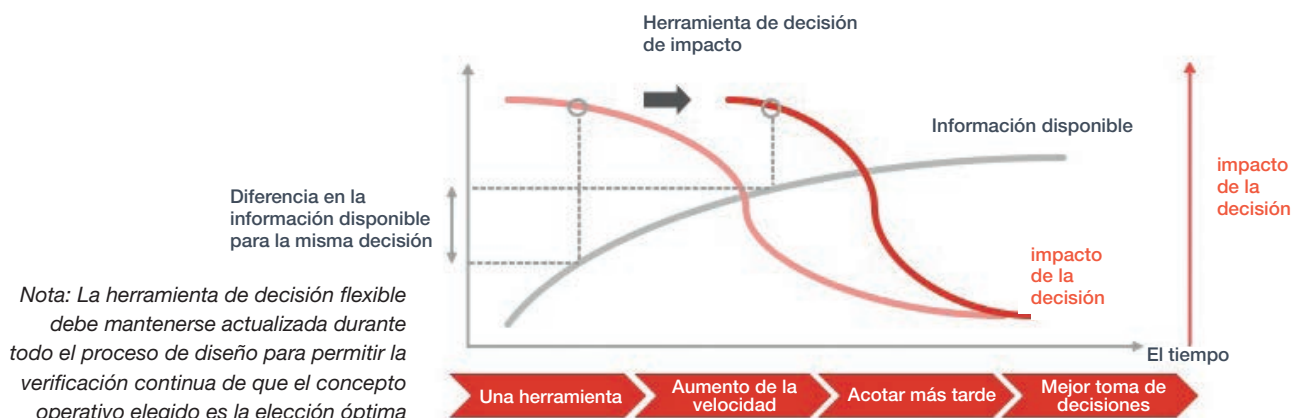 Herramienta de decisión
de impacto
Información disponible
impacto
de la
decisión
Diferencia en la
información disponible
para la misma decisión
impacto
de la
decisión
Nota: La herramienta de decisión flexible
debe mantenerse actualizada durante
todo el proceso de diseño para permitir la
verificación continua de que el concepto
operativo elegido es la elección óptima
El tiempo
Una herramienta
Aumento de la
velocidad
Acotar más tarde
Mejor toma de
decisiones